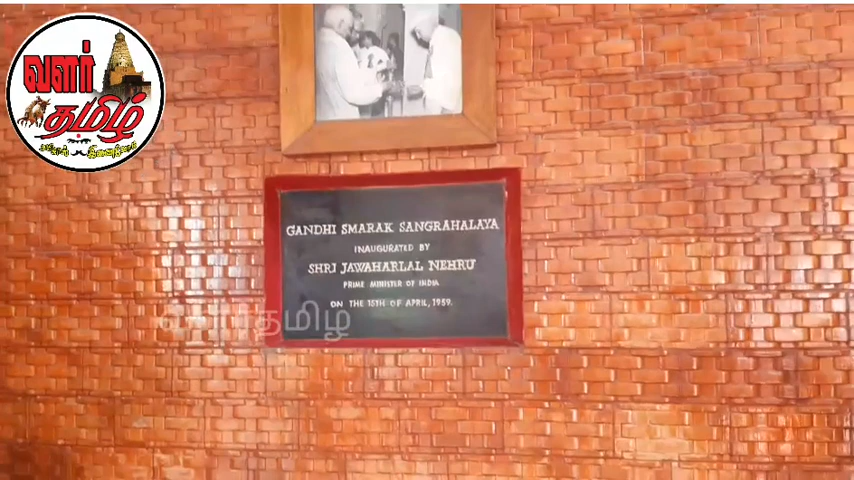 வளர்
தமிழ்
GANDHI SMARAK SANGRAHALAYA
INAUGURATED BY
SHRI JAWAHARLAL NEHRU
PRIME MINISTER OF INDIA
ON THE 15TH OF APRIL, 1959.
வளர்தமிழ்